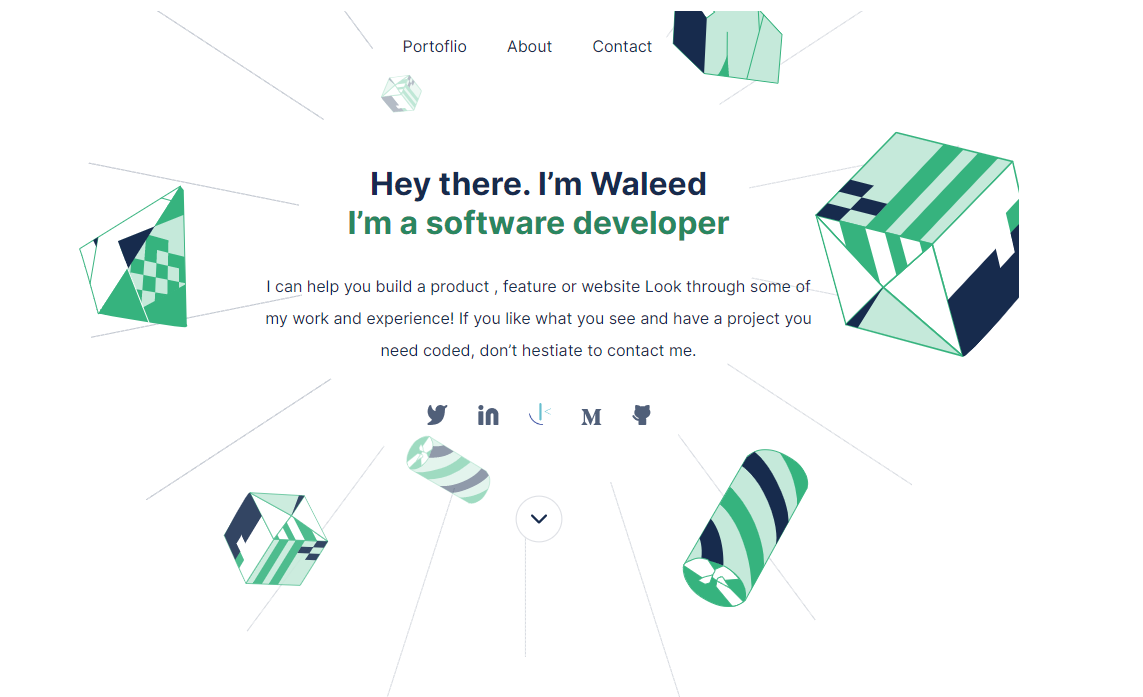 Portoflio About Contact
Hey there. I’m Waleed
I’m a software developer
I can help you build a product , feature or website Look through some of
my work and experience! If you like what you see and have a project you
need coded, don’t hestiate to contact me.